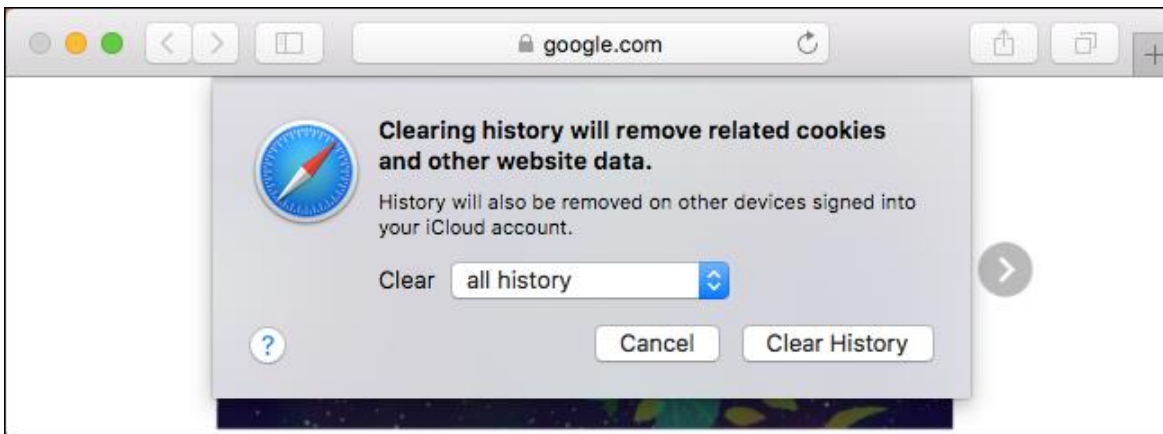 google.com
Clearing history will remove related cookies
and other website data.
History will also be removed on other devices signed into
your iCloud account.
Clear all history
? Cancel Clear History